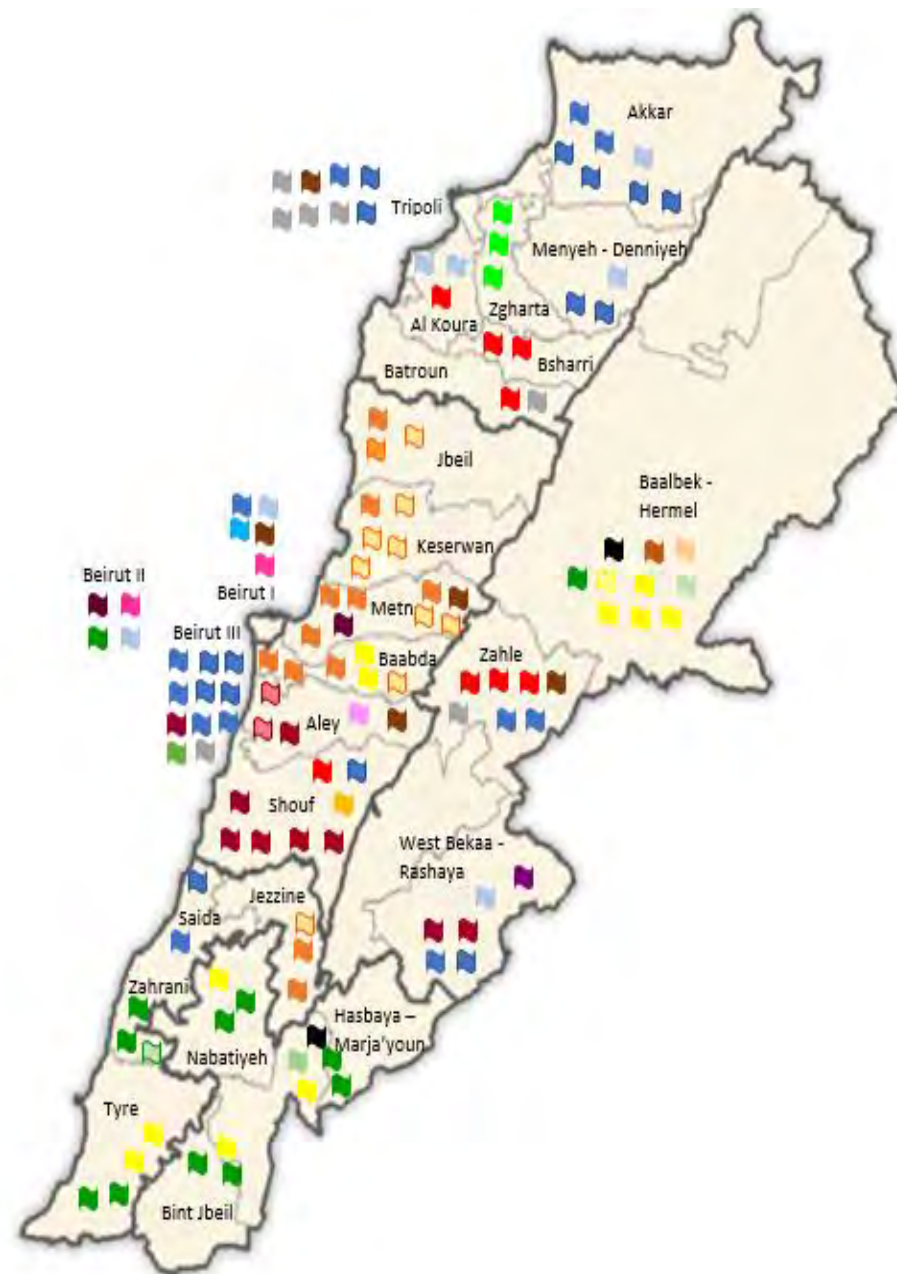 Akkar
Tripoli
Menyeh - Denniyeh
Zgharta
Al Koura
Bsharri
Batroun
Jbeil
Baalbek -
Hermel
Keserwan
Beirut II
Beirut I
Metn
Beirut III
Baabda
Zahle
Aley
Shouf
West Bekaa -
Rashaya
Jezzine
Saida
Zahrani
Hasbaya –
Marja'youn
Nabatiyeh
Tyre
Bint Jbeil